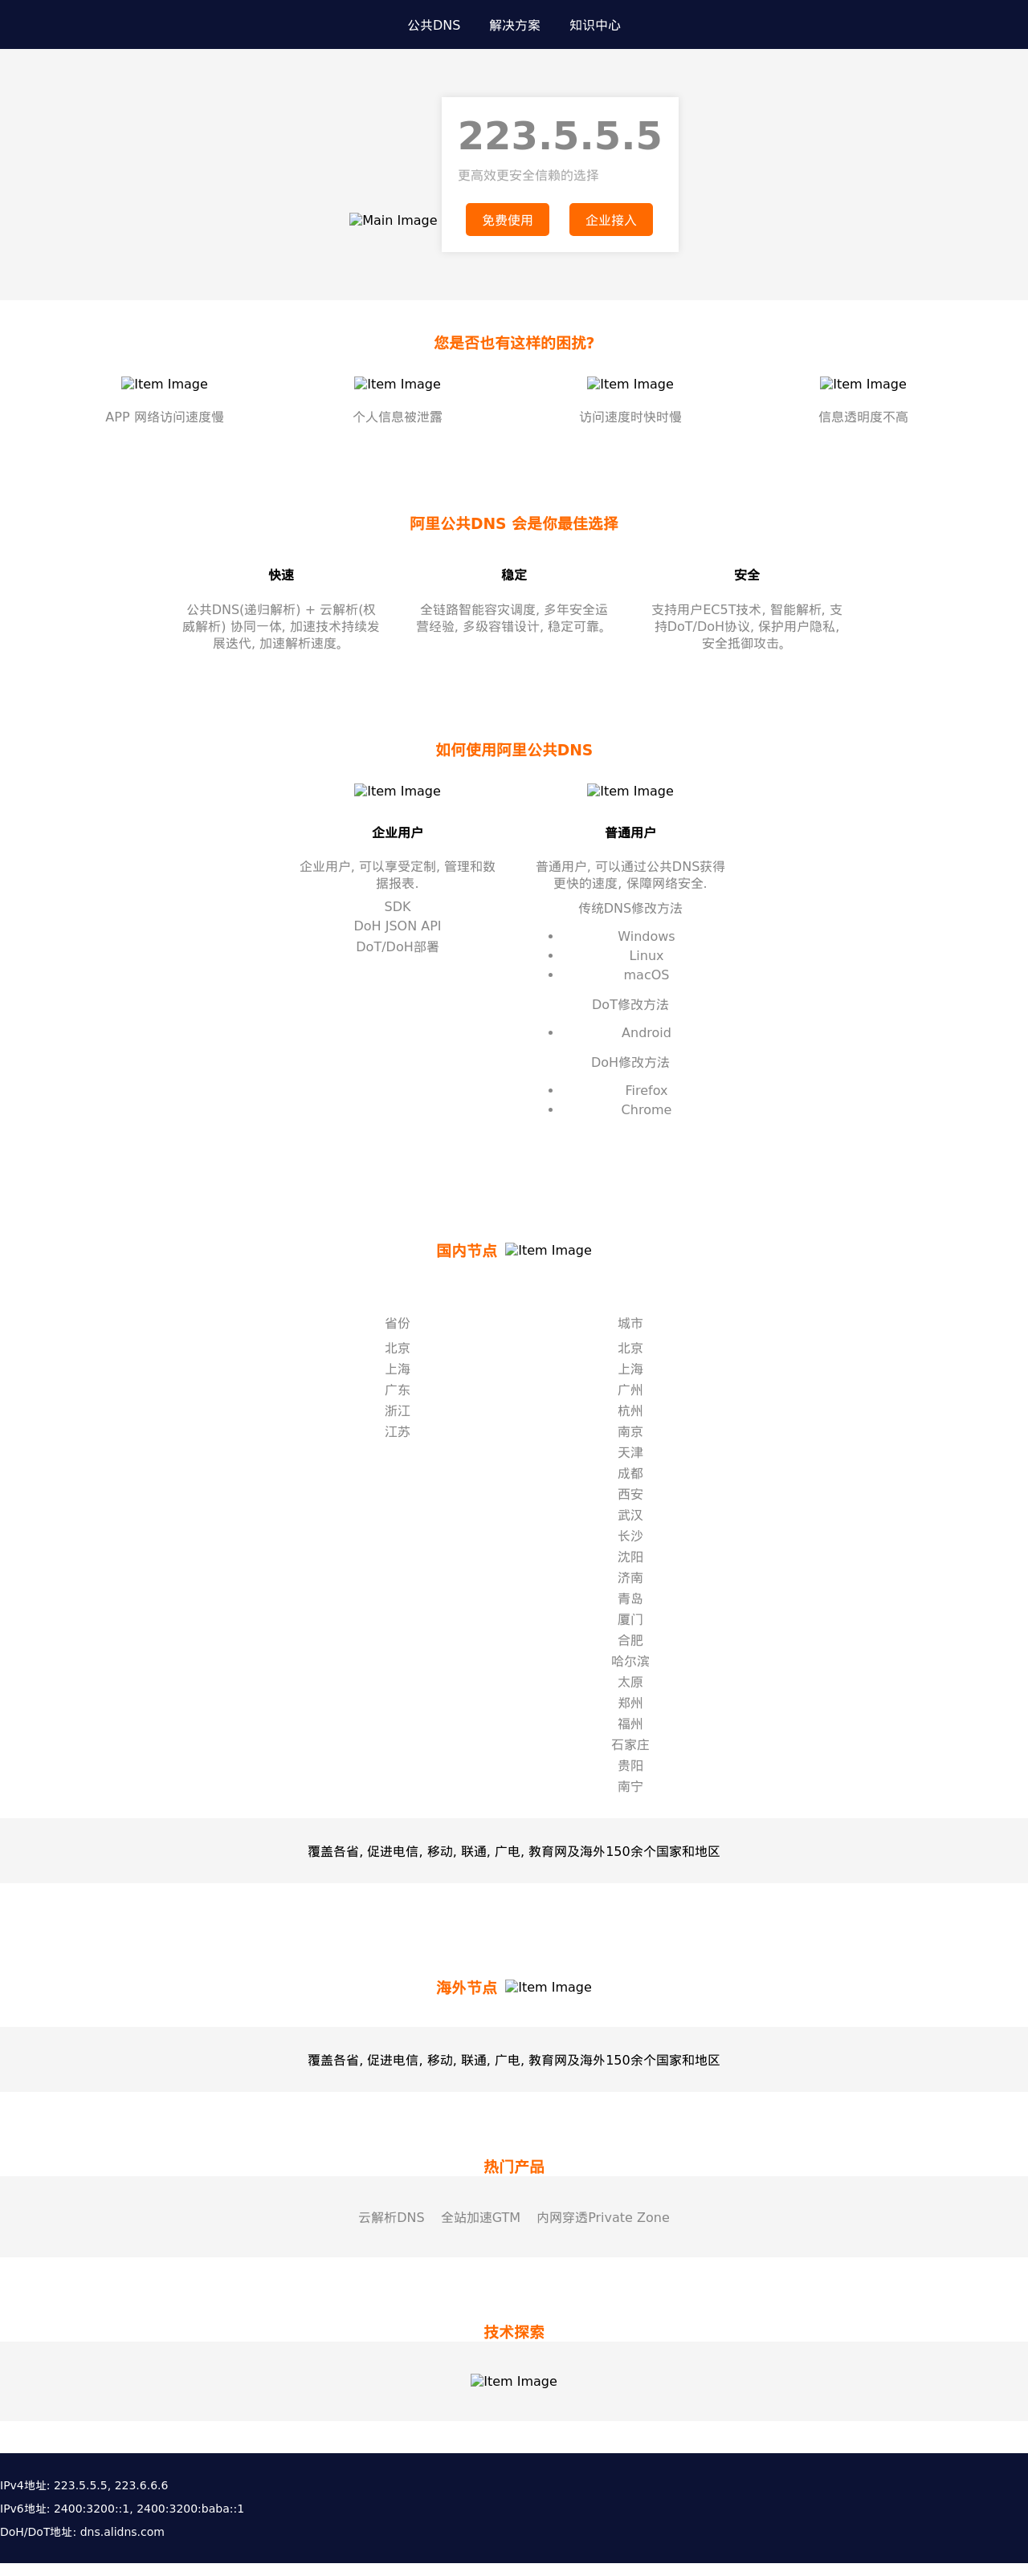 公共DNS 解决方案 知识中心
223.5.5.5
更高效更安全信赖的选择
Main Image
免费使用 企业接入
您是否也有这样的困扰?
Item Image Item Image Item Image Item Image
APP 网络访问速度慢 个人信息被泄露 访问速度时快时慢 信息透明度不高
阿里公共DNS 会是你最佳选择
快速 稳定 安全
公共DNS(递归解析) + 云解析(权
威解析) 协同一体, 加速技术持续发
展迭代, 加速解析速度。
全链路智能容灾调度, 多年安全运
营经验, 多级容错设计, 稳定可靠。
支持用户EC5T技术, 智能解析, 支
持DoT/DoH协议, 保护用户隐私,
安全抵御攻击。
如何使用阿里公共DNS
Item Image
企业用户
企业用户, 可以享受定制, 管理和数
据报表.
SDK
DoH JSON API
DoT/DoH部署
Item Image
普通用户
普通用户, 可以通过公共DNS获得
更快的速度, 保障网络安全.
传统DNS修改方法
• Windows
• Linux
• macOS
DoT修改方法
• Android
DoH修改方法
• Firefox
• Chrome
国内节点 Item Image
省份
北京
上海
广东
浙江
江苏
城市
北京
上海
广州
杭州
南京
天津
成都
西安
武汉
长沙
沈阳
济南
青岛
厦门
合肥
哈尔滨
太原
郑州
福州
石家庄
贵阳
南宁
覆盖各省, 促进电信, 移动, 联通, 广电, 教育网及海外150余个国家和地区
海外节点 Item Image
覆盖各省, 促进电信, 移动, 联通, 广电, 教育网及海外150余个国家和地区
热门产品
云解析DNS 全站加速GTM 内网穿透Private Zone
技术探索
Item Image
IPv4地址: 223.5.5.5, 223.6.6.6
IPv6地址: 2400:3200::1, 2400:3200:baba::1
DoH/DoT地址: dns.alidns.com